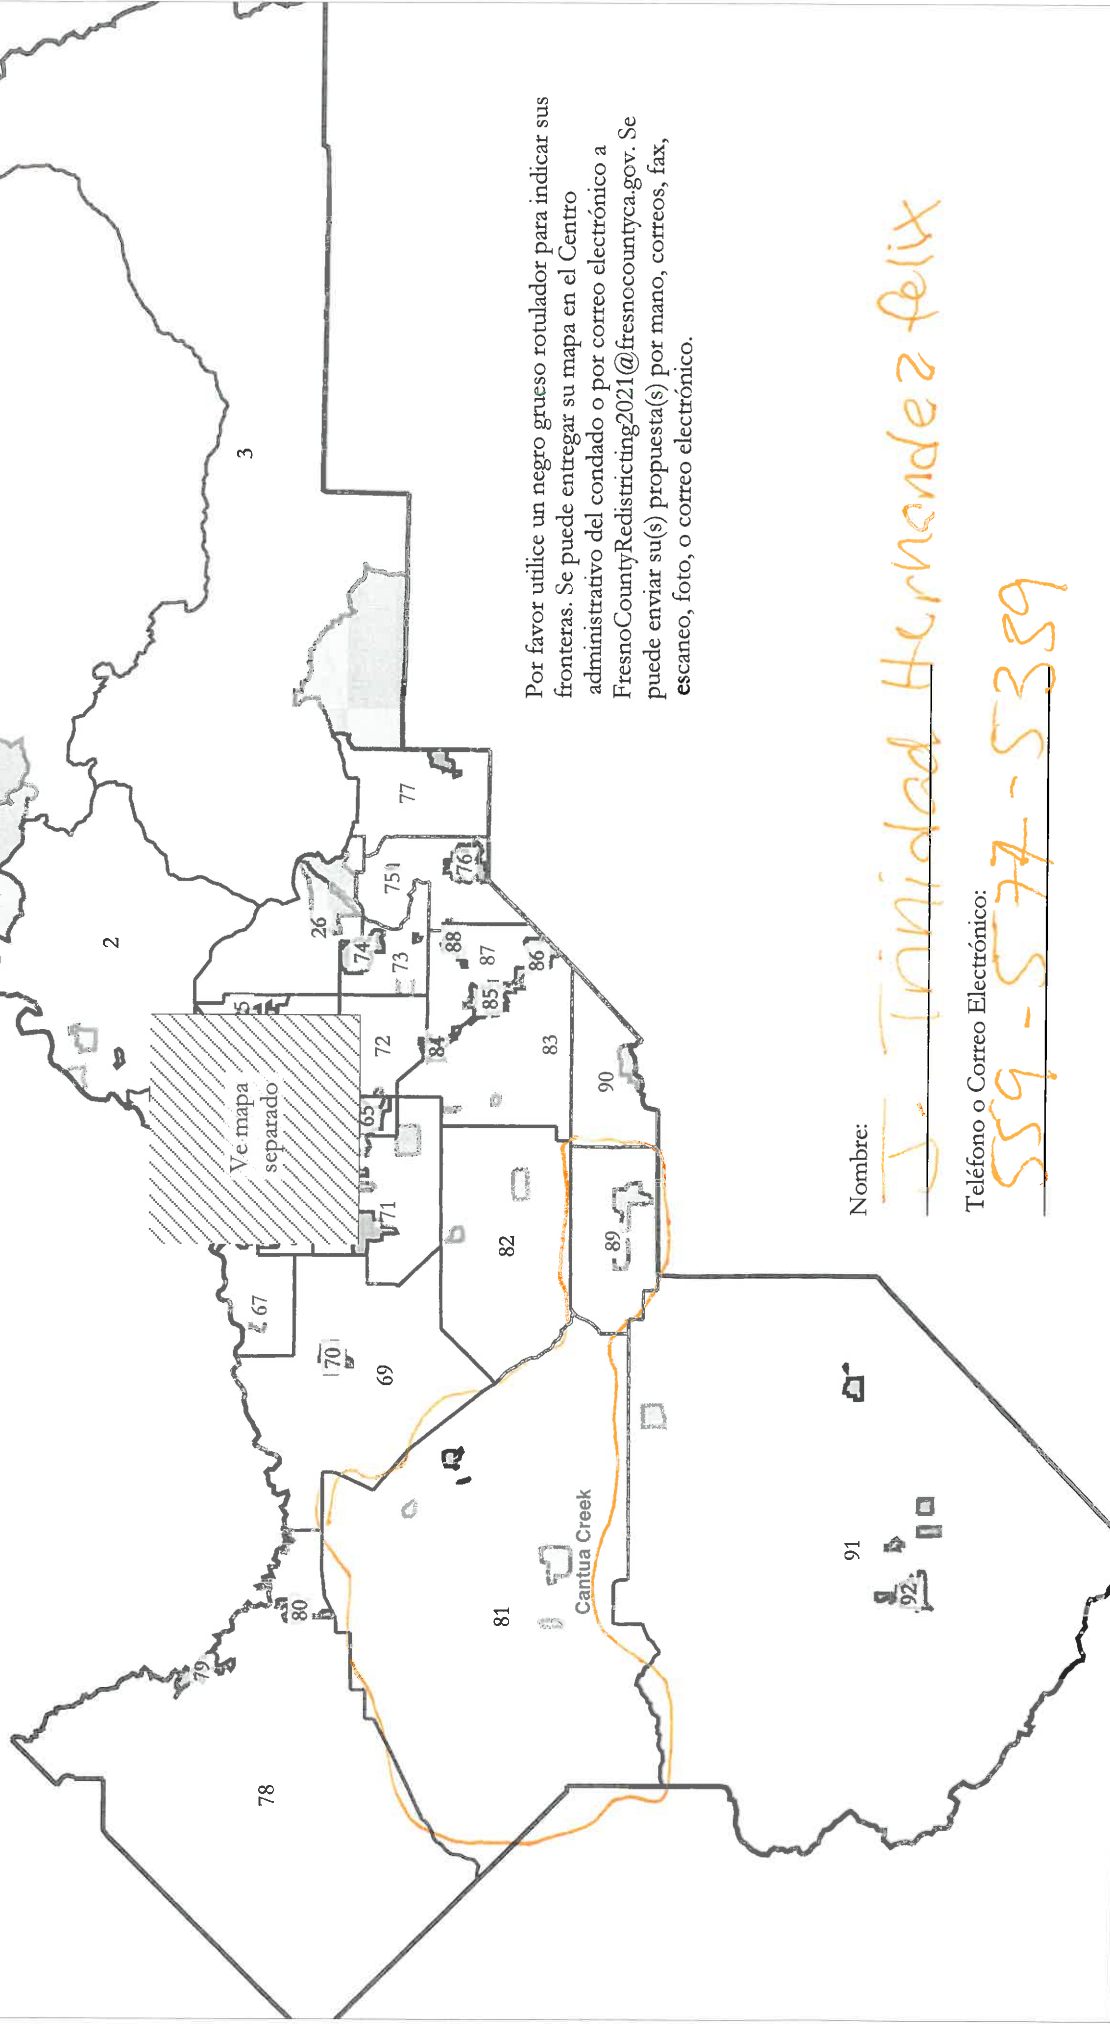 3
2
77
26
75
76
74
73
88
87
86
85
5
72
84
83
65
90
Ve mapa
separado
71
82
89
67
70
69
Cantua Creek
81
80
79
78
91
92
Por favor utilice un negro grueso rotulador para indicar sus
fronteras. Se puede entregar su mapa en el Centro
administrativo del condado o por correo electrónico a
FresnoCountyRedistricting2021@fresnocountyca.gov. Se
puede enviar su(s) propuesta(s) por mano, correos, fax,
escaneo, foto, o correo electrónico.
Nombre:
J. Trinidad Hernandez felix
Teléfono o Correo Electrónico:
559-577-5359